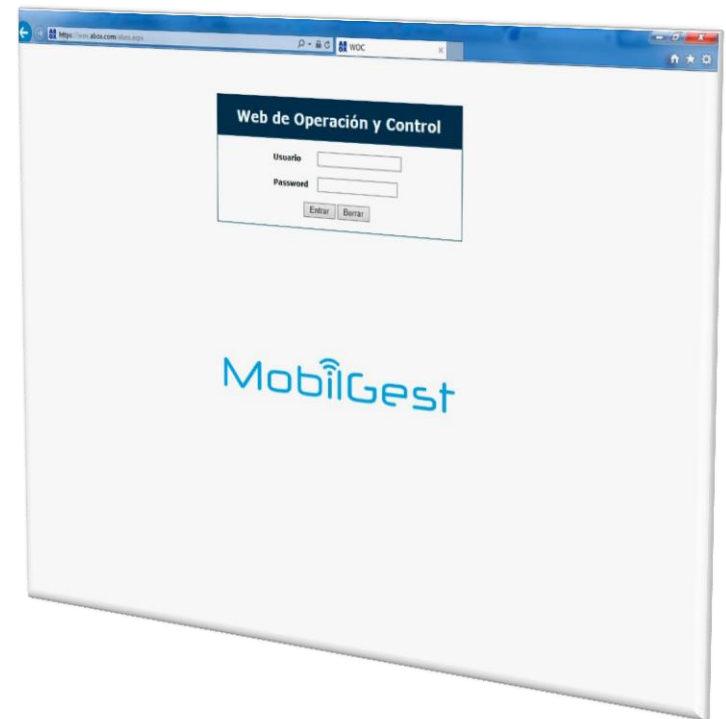 WOC
Web de Operación y Control
Usuario
Password
Entrar Borrar
MobilGest